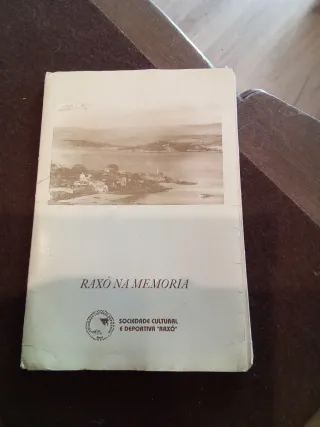 RAXÓ NA MEMORIA
SOCIEDADE CULTURAL
E DEPORTIVA "RAXÓ"